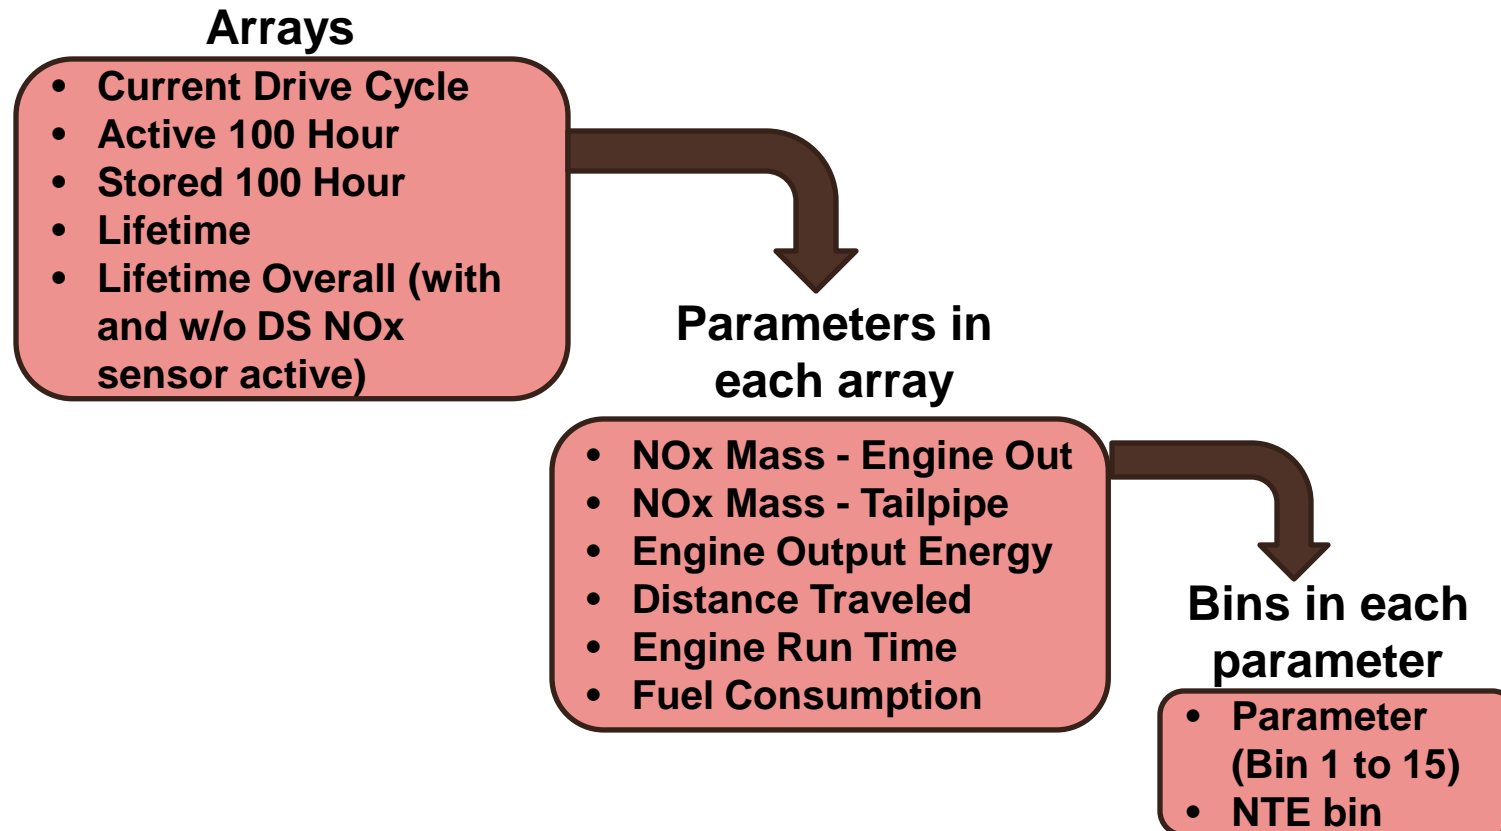 Arrays
• Current Drive Cycle
• Active 100 Hour
• Stored 100 Hour
• Lifetime
• Lifetime Overall (with
and w/o DS NOx
sensor active)
Parameters in
each array
• NOx Mass - Engine Out
• NOx Mass - Tailpipe
• Engine Output Energy
• Distance Traveled
• Engine Run Time
• Fuel Consumption
Bins in each
parameter
• Parameter
(Bin 1 to 15)
• NTE bin